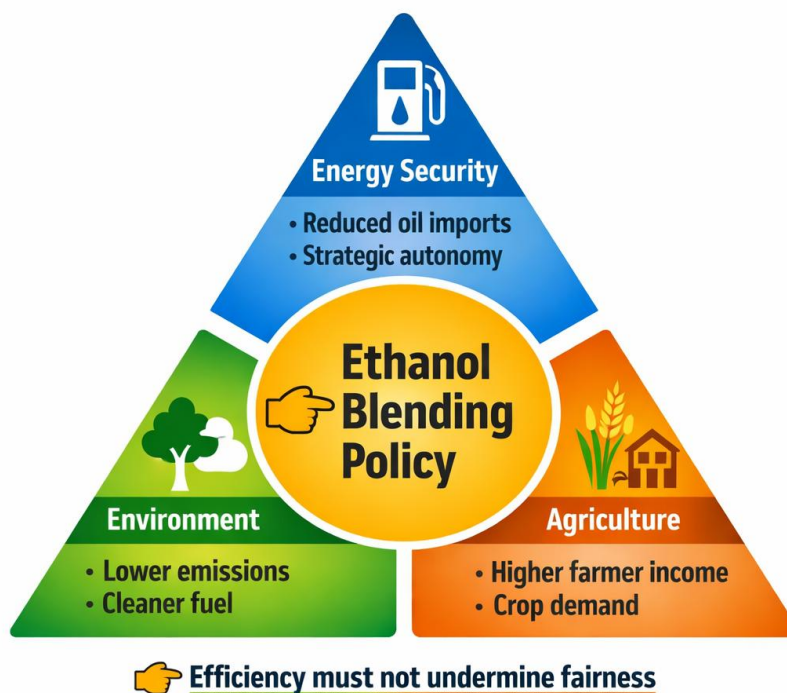 Energy Security
• Reduced oil imports
• Strategic autonomy
Ethanol
Blending
Policy
Environment
• Lower emissions
• Cleaner fuel
Agriculture
• Higher farmer income
• Crop demand
Efficiency must not undermine fairness